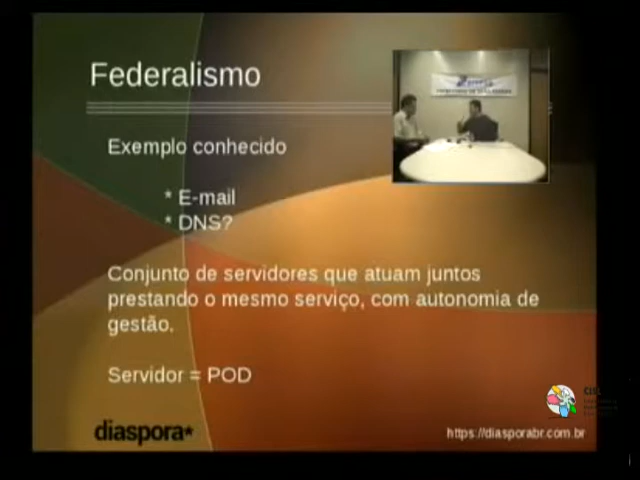 Federalismo
Exemplo conhecido
* E-mail
* DNS?
Conjunto de servidores que atuam juntos
prestando o mesmo serviço, com autonomia de
gestão.
Servidor = POD
diaspora*
https://diasporabr.com.br